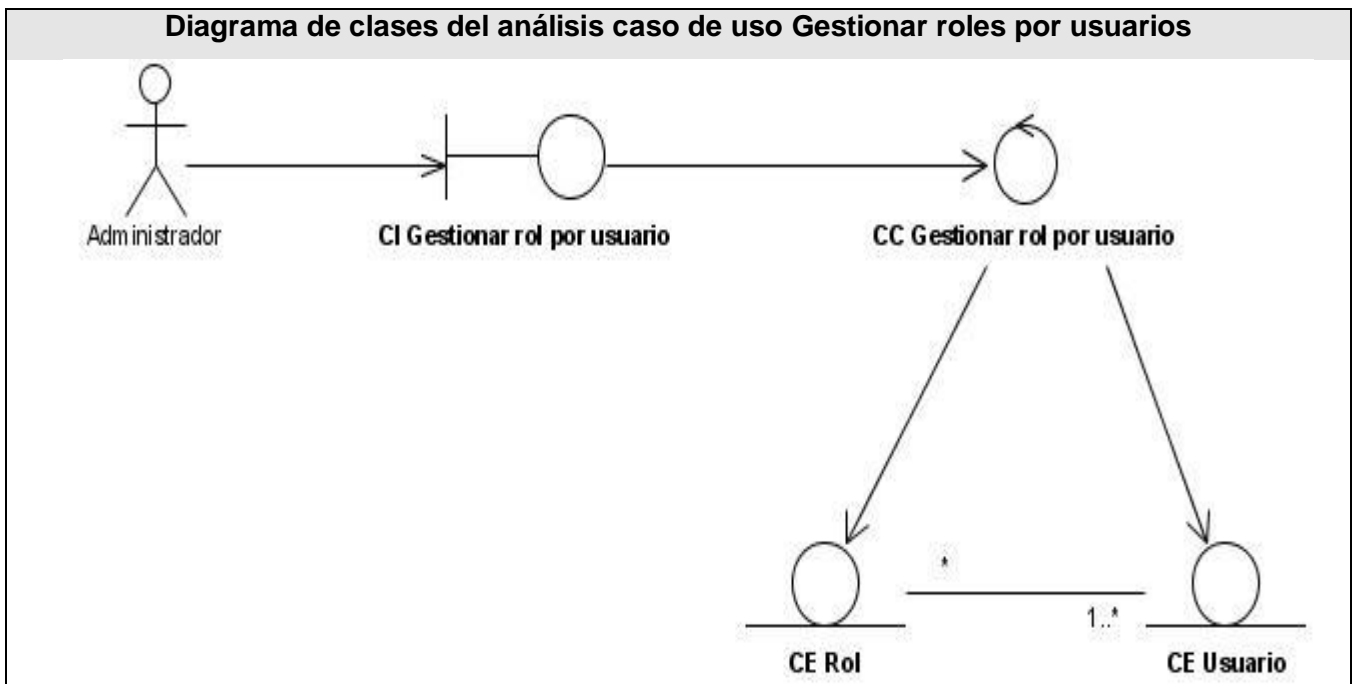 Diagrama de clases del análisis caso de uso Gestionar roles por usuarios
Administrador
CI Gestionar rol por usuario
CC Gestionar rol por usuario
*
1..*
CE Rol
CE Usuario